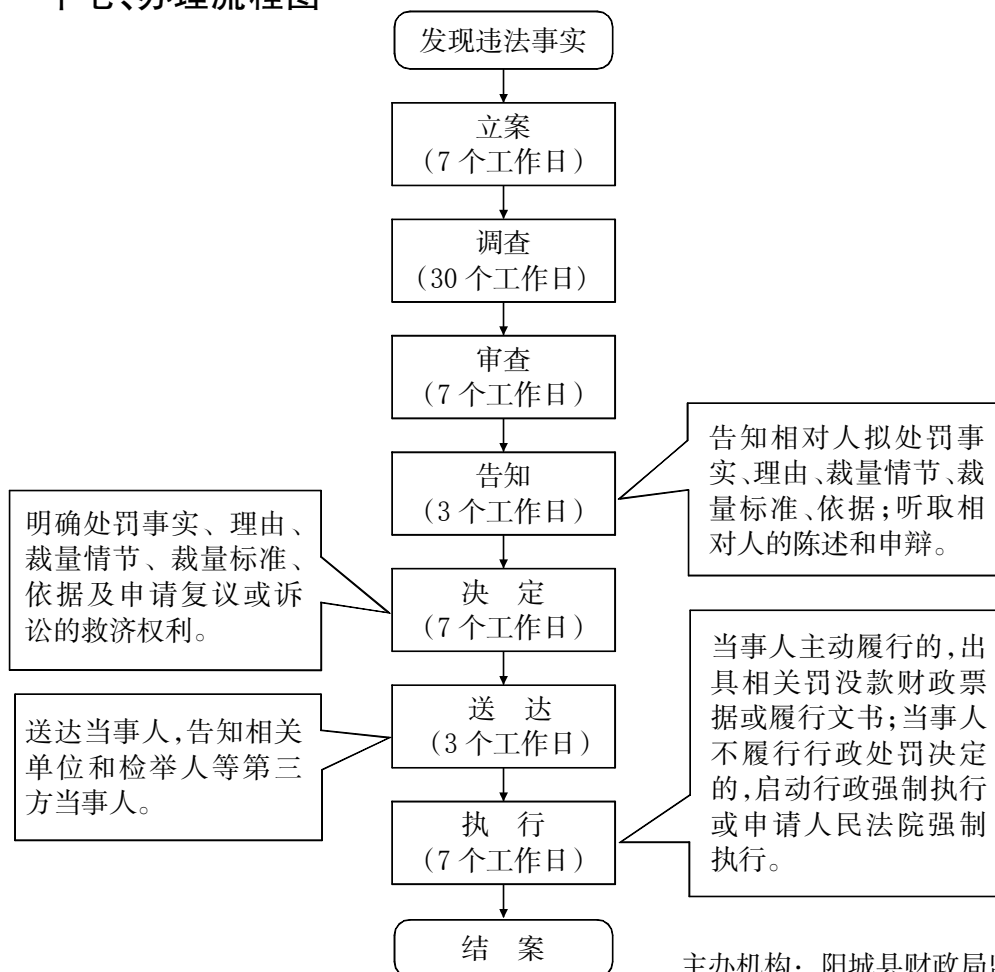 、办理流程图
发现违法事实
立案
(7 个工作日)
调查
(30 个工作日)
审查
(7 个工作日)
告知
(3 个工作日)
告知相对人拟处罚事
实、理由、裁量情节、裁
量标准、依据;听取相
对人的陈述和申辩。
明确处罚事实、理由、
裁量情节、裁量标准、
依据及申请复议或诉
讼的救济权利。
决 定
(7 个工作日)
当事人主动履行的,出
具相关罚没款财政票
据或履行文书;当事人
不履行行政处罚决定
的,启动行政强制执行
或申请人民法院强制
执行。
送 达
(3 个工作日)
送达当事人,告知相关
单位和检举人等第三
方当事人。
执 行
(7 个工作日)
结 案
主办机构:阳城县财政局